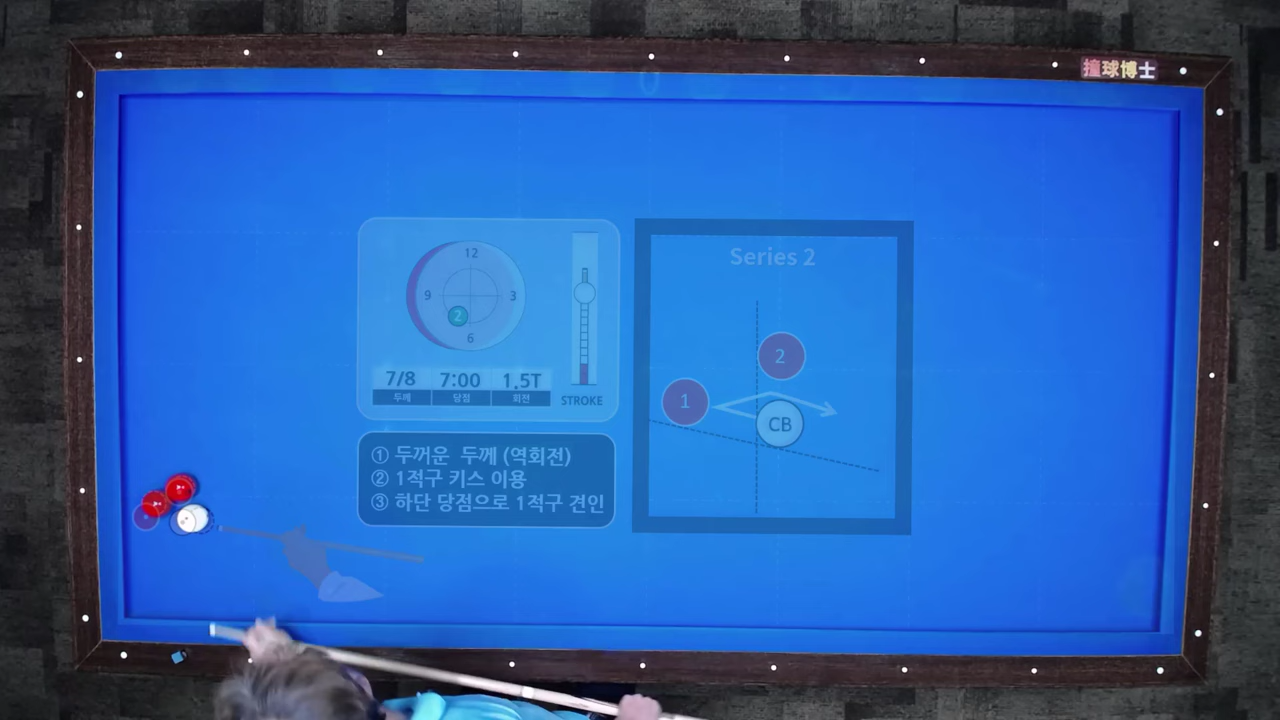 撞球博士
12
9
3
2
6
7/8
7:00
1.5T
두께
당점
회전
STROKE
Series 2
2
1
CB
① 두꺼운 두께 (역회전)
② 1적구 키스 이용
③ 하단 당점으로 1적구 견인